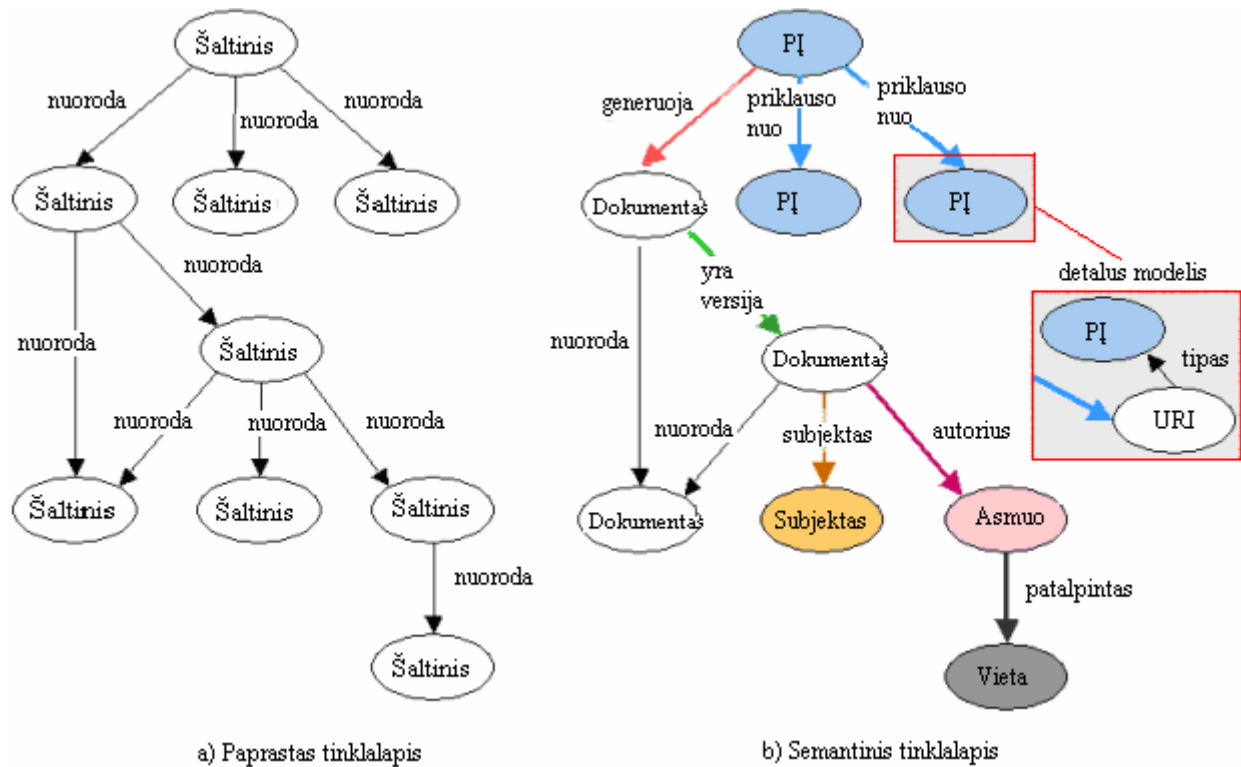 Šaltinis
nuoroda
nuoroda
nuoroda
Šaltinis
Šaltinis
Šaltinis
nuoroda
nuoroda
Šaltinis
nuoroda
nuoroda
nuoroda
Šaltinis
Šaltinis
Šaltinis
nuoroda
Šaltinis
a) Paprastas tinklalapis
PĮ
generuoja
priklauso
nuo
priklauso
nuo
Dokumentas
PĮ
PĮ
yra
versija
detalus modelis
PĮ
tipas
URI
nuoroda
Dokumentas
nuoroda
subjektas
autorius
Dokumentas
Subjektas
Asmuo
patalpintas
Vieta
b) Semantinis tinklalapis